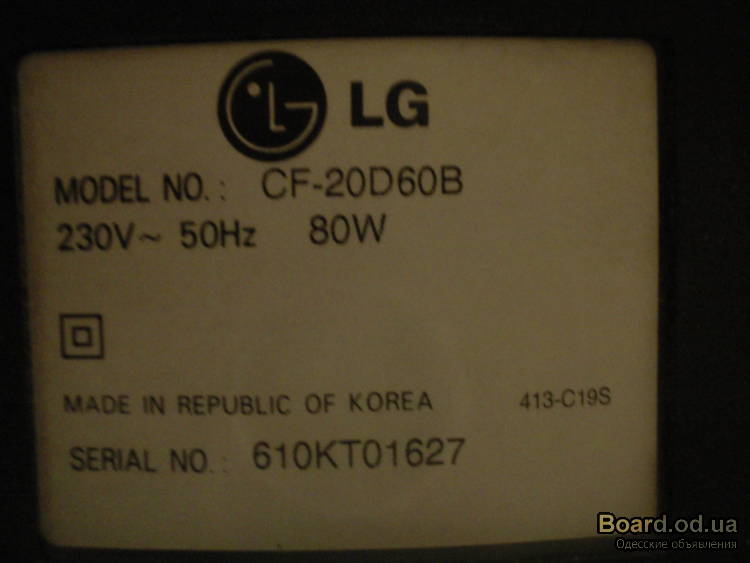 LG
MODEL NO.: CF-20D60B
230V~ 50Hz 80W
MADE IN REPUBLIC OF KOREA 413-C19S
SERIAL NO.: 610KT01627
Board.od.ua
Одесские объявления